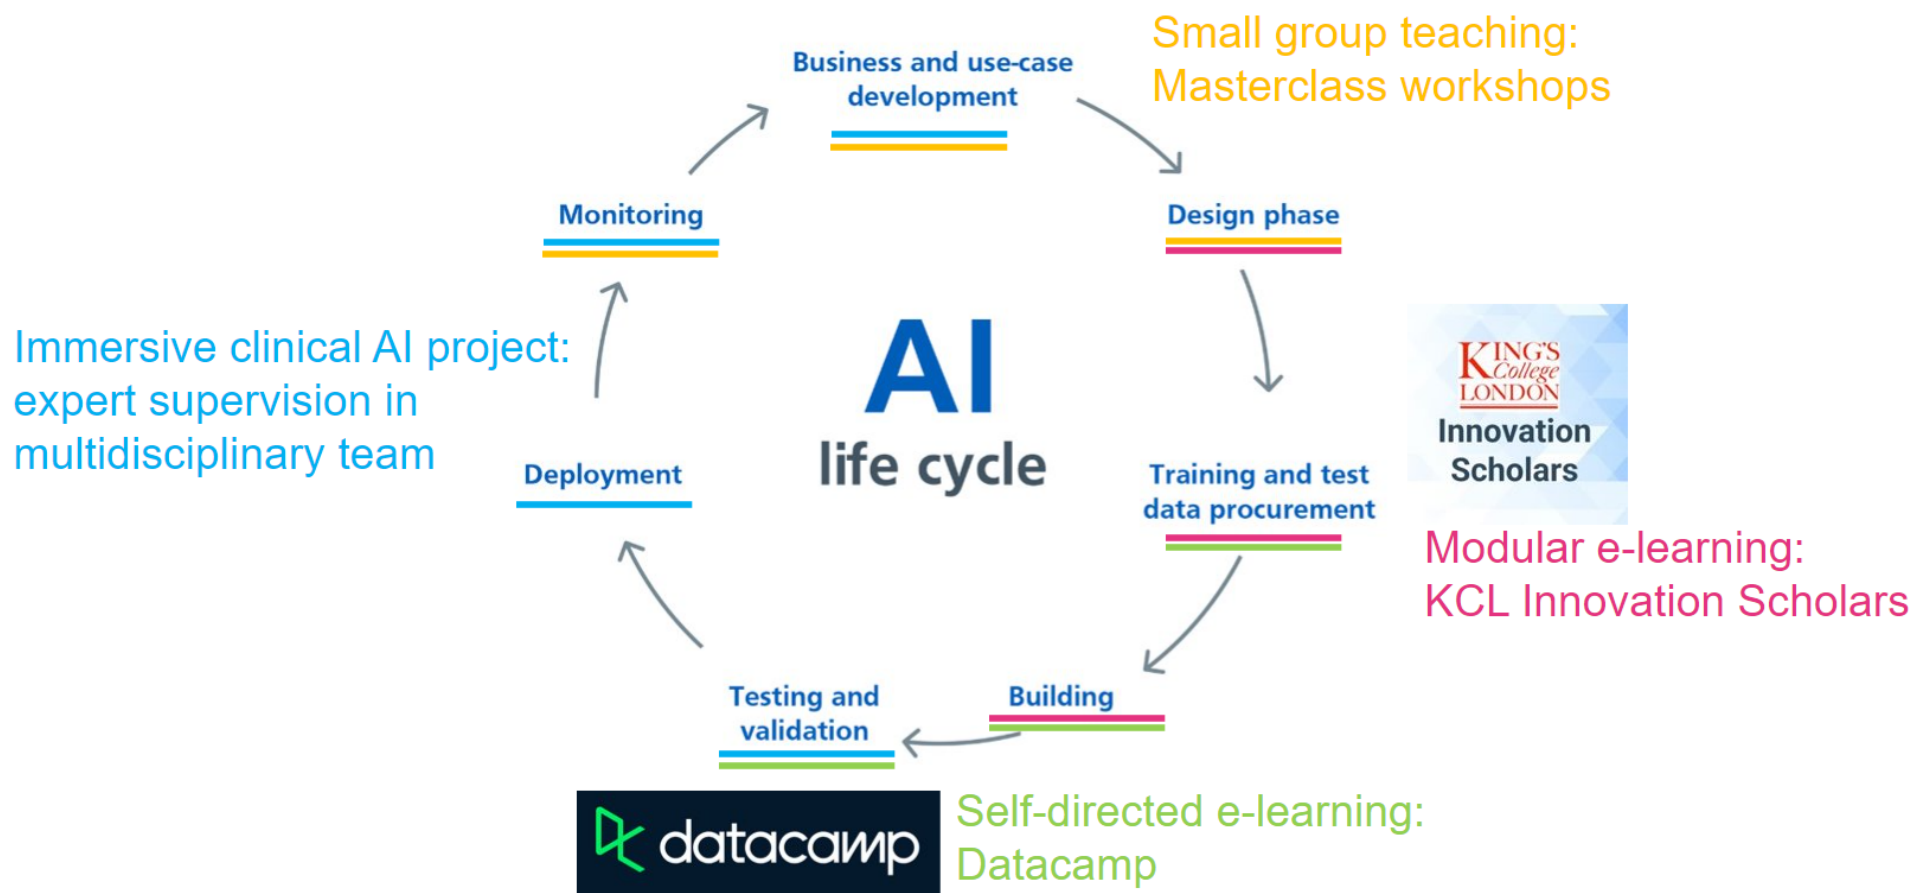 Small group teaching:
Masterclass workshops
Business and use-case
development
Monitoring
Design phase
AI
life cycle
Immersive clinical AI project:
expert supervision in
multidisciplinary team
KING'S
College
LONDON
Innovation
Scholars
Deployment
Training and test
data procurement
Modular e-learning:
KCL Innovation Scholars
Testing and
validation
Building
datacamp
Self-directed e-learning:
Datacamp